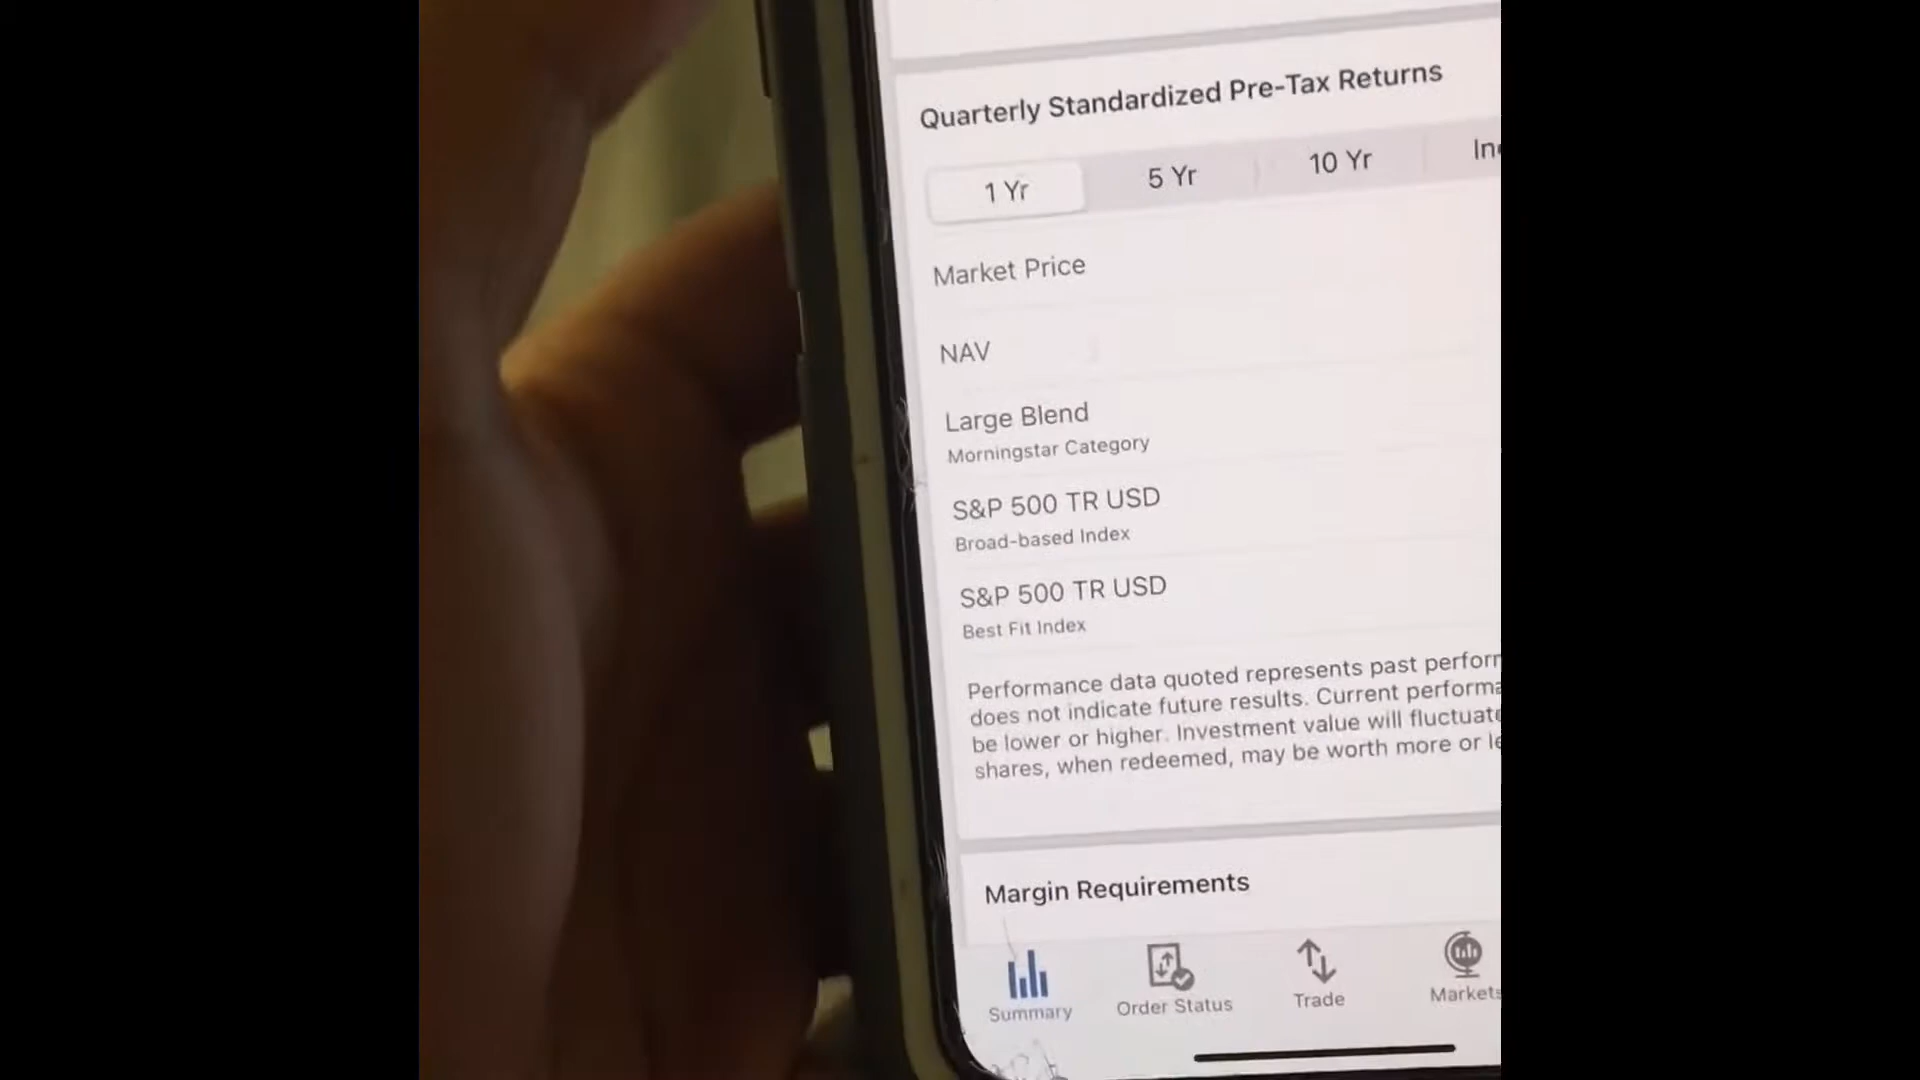 Quarterly Standardized Pre-Tax Returns
1 Yr
5 Yr
10 Yr
Market Price
NAV
Large Blend
Morningstar Category
S&P 500 TR USD
Broad-based Index
S&P 500 TR USD
Best Fit Index
Performance data quoted represents past
does not indicate future results. Current
be lower or higher. Investment value will
shares, when redeemed, may be worth more or
Margin Requirements
Summary
Order Status
Trade
Markets